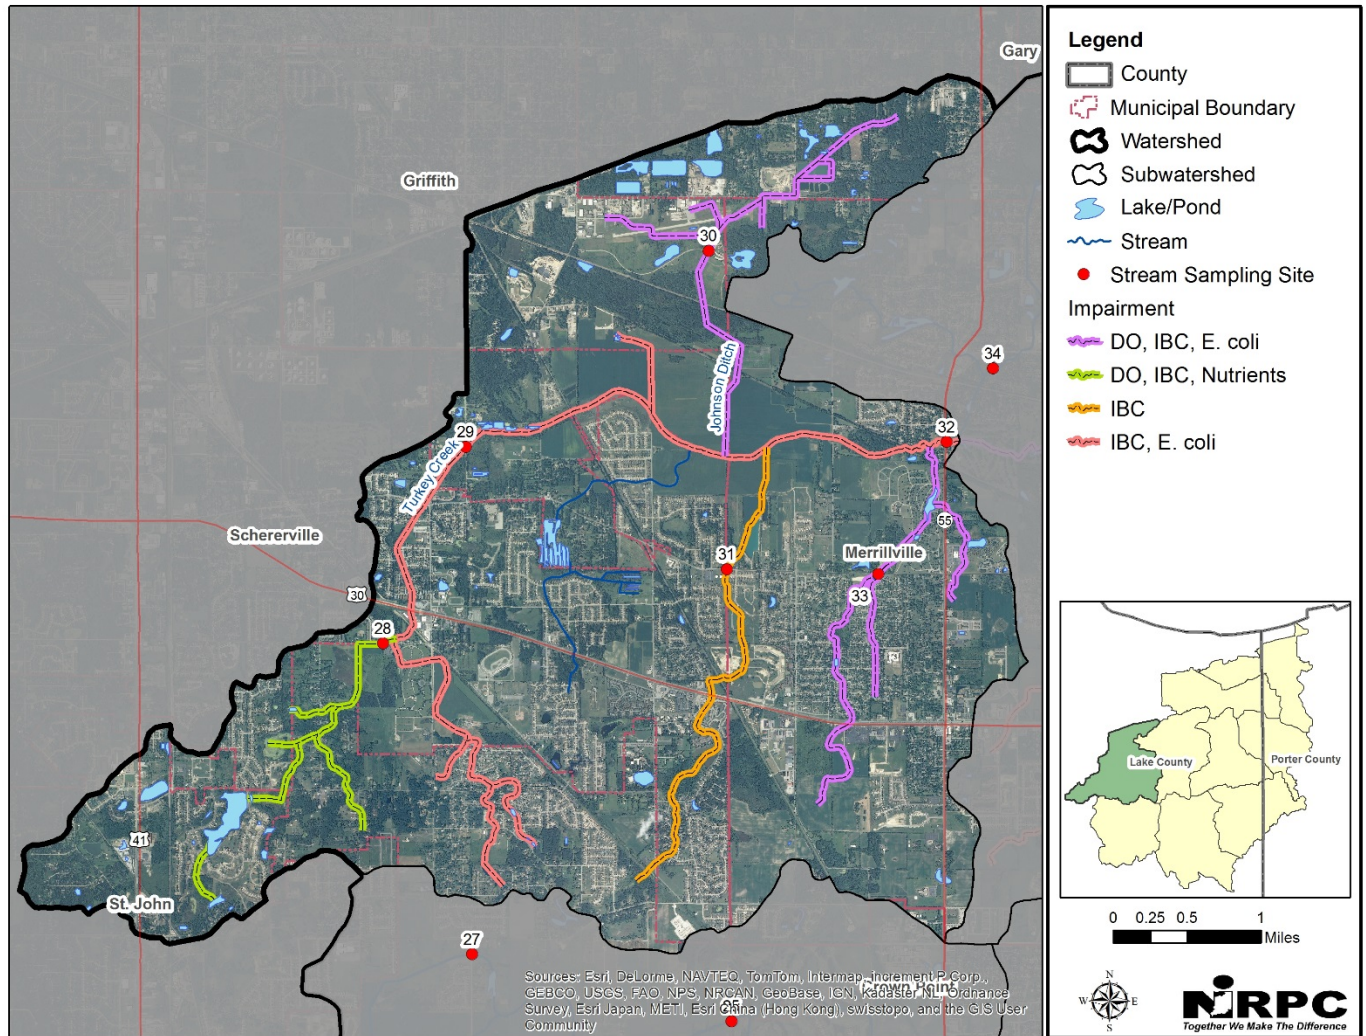 Gary
Griffith
30
34
Johnson Ditch
29
32
Turkey Creek
Schererville
55
31
Merrillville
30
33
28
41
St. John
27
Crown Point
Sources: Esri, DeLorme, NAVTEQ, TomTom, Intermap, increment P Corp.,
GEBCO, USGS, FAO, NPS, NRCAN, GeoBase, IGN, Kadaster NL, Ordnance
Survey, Esri Japan, METI, Esri China (Hong Kong), swisstopo, and the GIS User
Community
Legend
County
Municipal Boundary
Watershed
Subwatershed
Lake/Pond
Stream
Stream Sampling Site
Impairment
DO, IBC, E. coli
DO, IBC, Nutrients
IBC
IBC, E. coli
Lake County
Porter County
0 0.25 0.5 1
Miles
N
W E
S
NIRPC
Together We Make The Difference